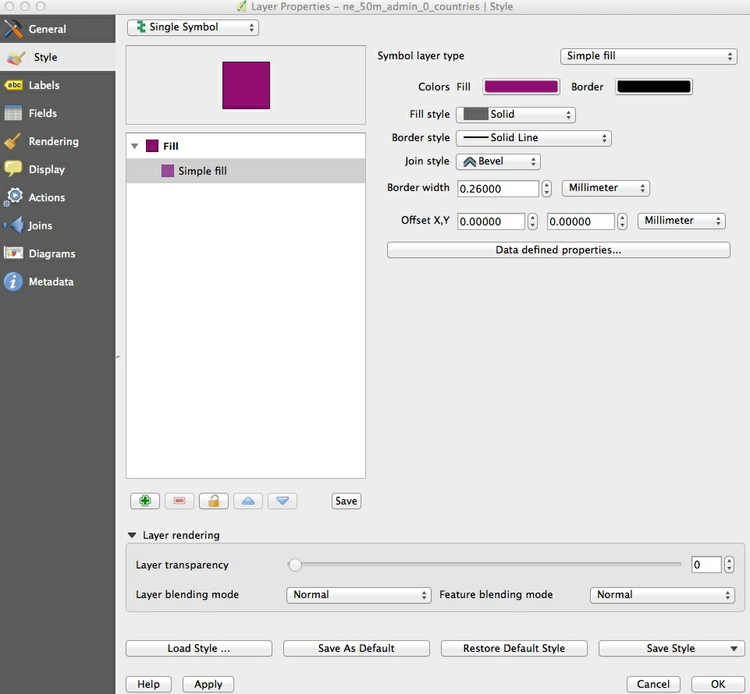 Layer Properties - ne_50m_admin_0_countries | Style
General
Style
abc Labels
Fields
Rendering
Display
Actions
Joins
Diagrams
Metadata
Single Symbol
Fill
Simple fill
Save
Symbol layer type Simple fill
Colors Fill Border
Fill style Solid
Border style Solid Line
Join style Bevel
Border width 0.26000 Millimeter
Offset X,Y 0.00000 0.00000 Millimeter
Data defined properties...
Layer rendering
Layer transparency 0
Layer blending mode Normal Feature blending mode Normal
Load Style ... Save As Default Restore Default Style Save Style
Help Apply Cancel OK